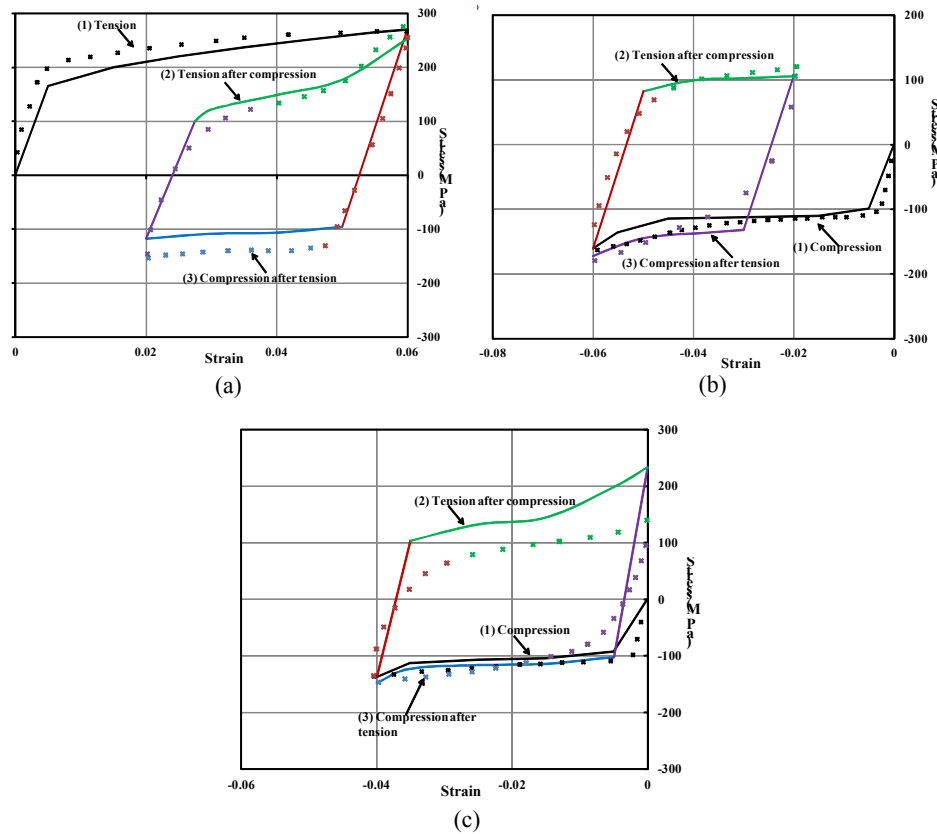 300
200
100
0
-100
-200
-300
0
0.02
0.04
0.06
Strain
Stress (MPa)
(1) Tension
(2) Tension after compression
(3) Compression after tension
(a)
200
100
0
-100
-200
-300
-0.08
-0.06
-0.04
-0.02
0
Strain
Stress (MPa)
(2) Tension after compression
(1) Compression
(3) Compression after tension
(b)
300
200
100
0
-100
-200
-300
-0.06
-0.04
-0.02
0
Strain
Stress (MPa)
(2) Tension after compression
(1) Compression
(3) Compression after
tension
(c)